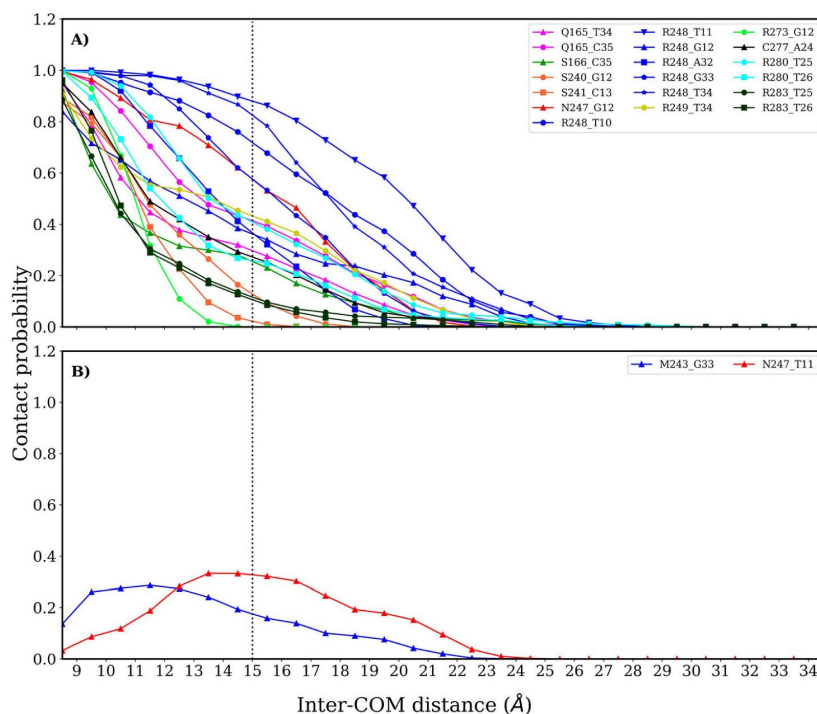 A)
Q165_T34
Q165_C35
S166_C35
S240_G12
S241_C13
N247_G12
R248_T10
R248_T11
R248_G12
R248_A32
R248_G33
R248_T34
R249_T34
R273_G12
C277_A24
R280_T25
R280_T26
R283_T25
R283_T26
1.2
1.0
0.8
0.6
0.4
0.2
0.0
B)
M243_G33
N247_T11
1.2
1.0
0.8
0.6
0.4
0.2
0.0
Contact probability
9 10 11 12 13 14 15 16 17 18 19 20 21 22 23 24 25 26 27 28 29 30 31 32 33 34
Inter-COM distance (Å)